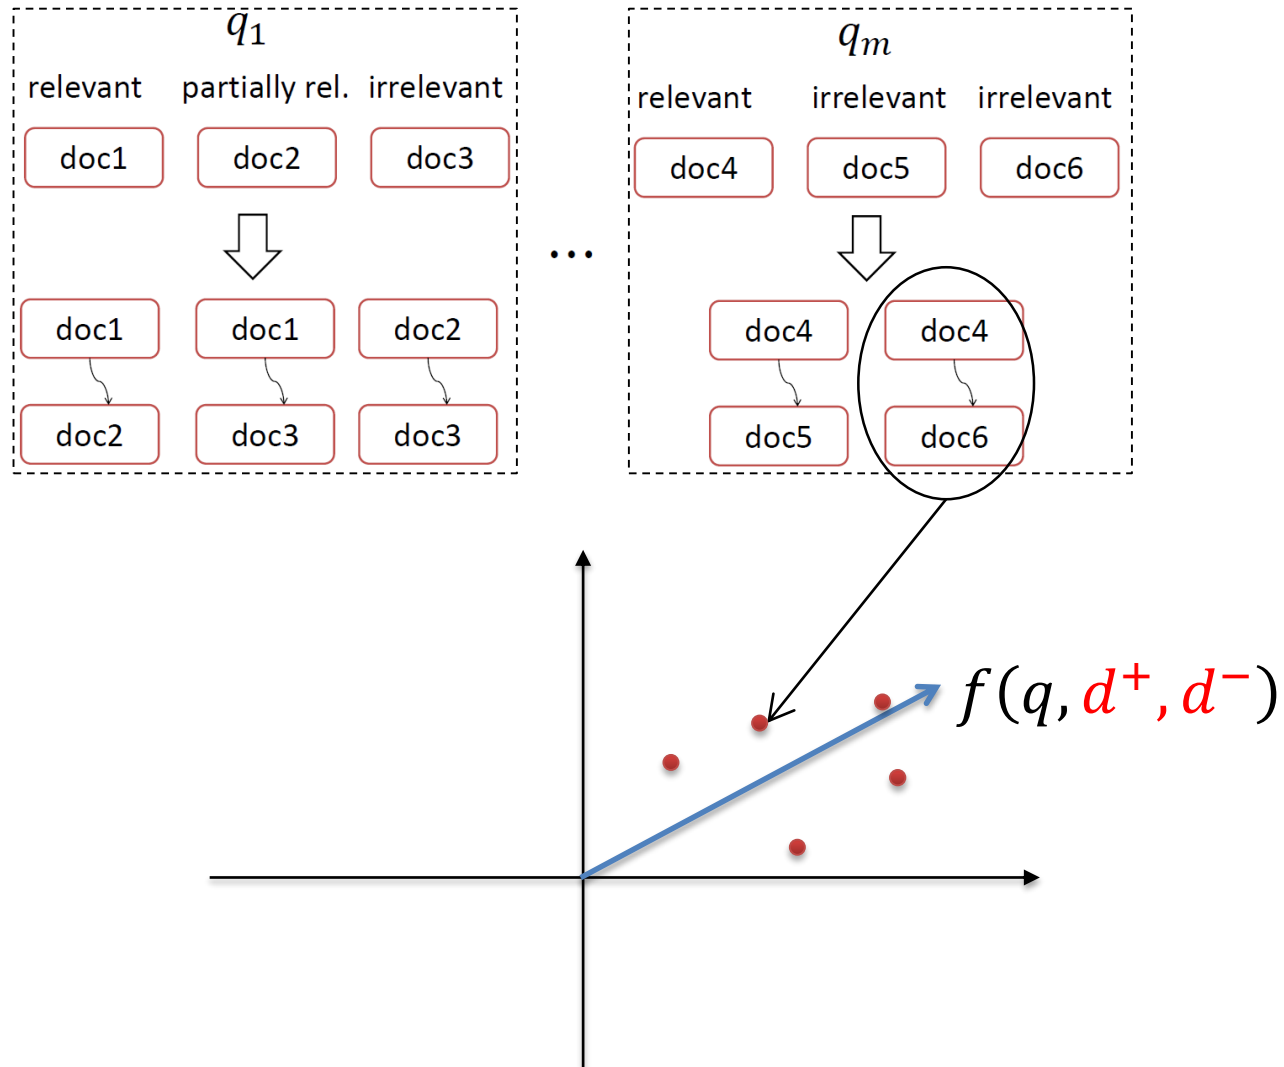 q₁
relevant partially rel. irrelevant
doc1 doc2 doc3
doc1 doc1 doc2
doc2 doc3 doc3
...
qₘ
relevant irrelevant irrelevant
doc4 doc5 doc6
doc4 doc4
doc5 doc6
f(q, d⁺, d⁻)